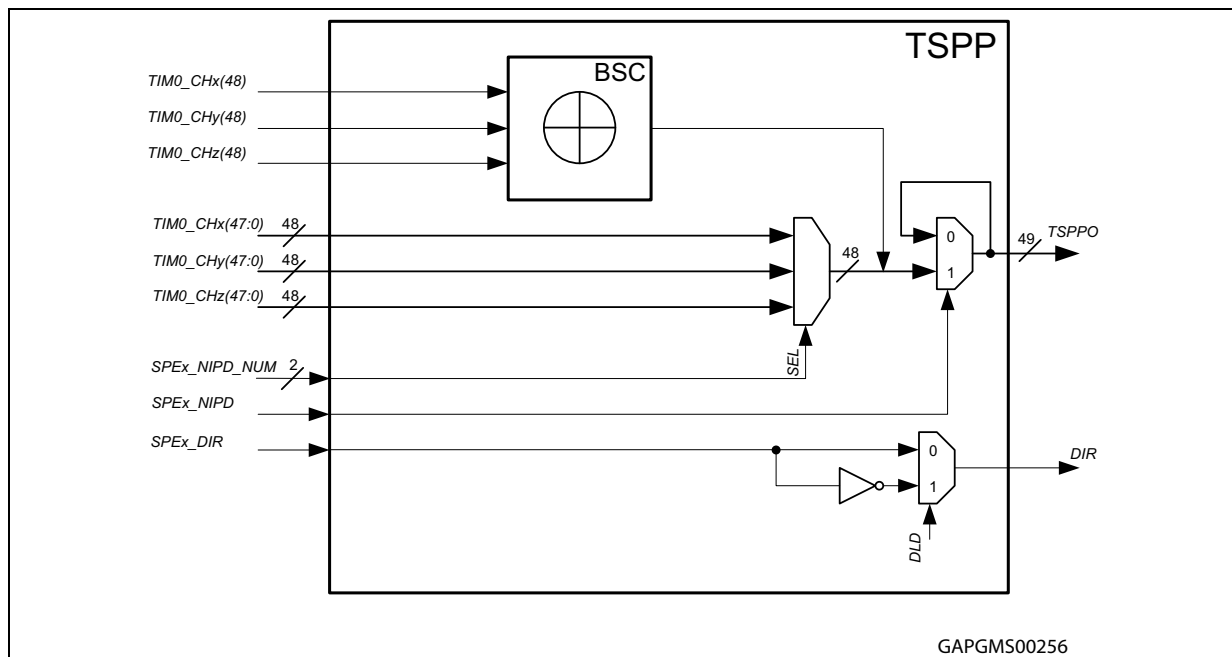 TSPP
BSC
TIM0_CHx(48)
TIM0_CHy(48)
TIM0_CHz(48)
TIM0_CHx(47:0)
48
TIM0_CHy(47:0)
48
TIM0_CHz(47:0)
48
48
0
1
49
TSPPO
SPEx_NIPD_NUM
2
SEL
SPEx_NIPD
SPEx_DIR
0
1
DIR
DLD
GAPGMS00256